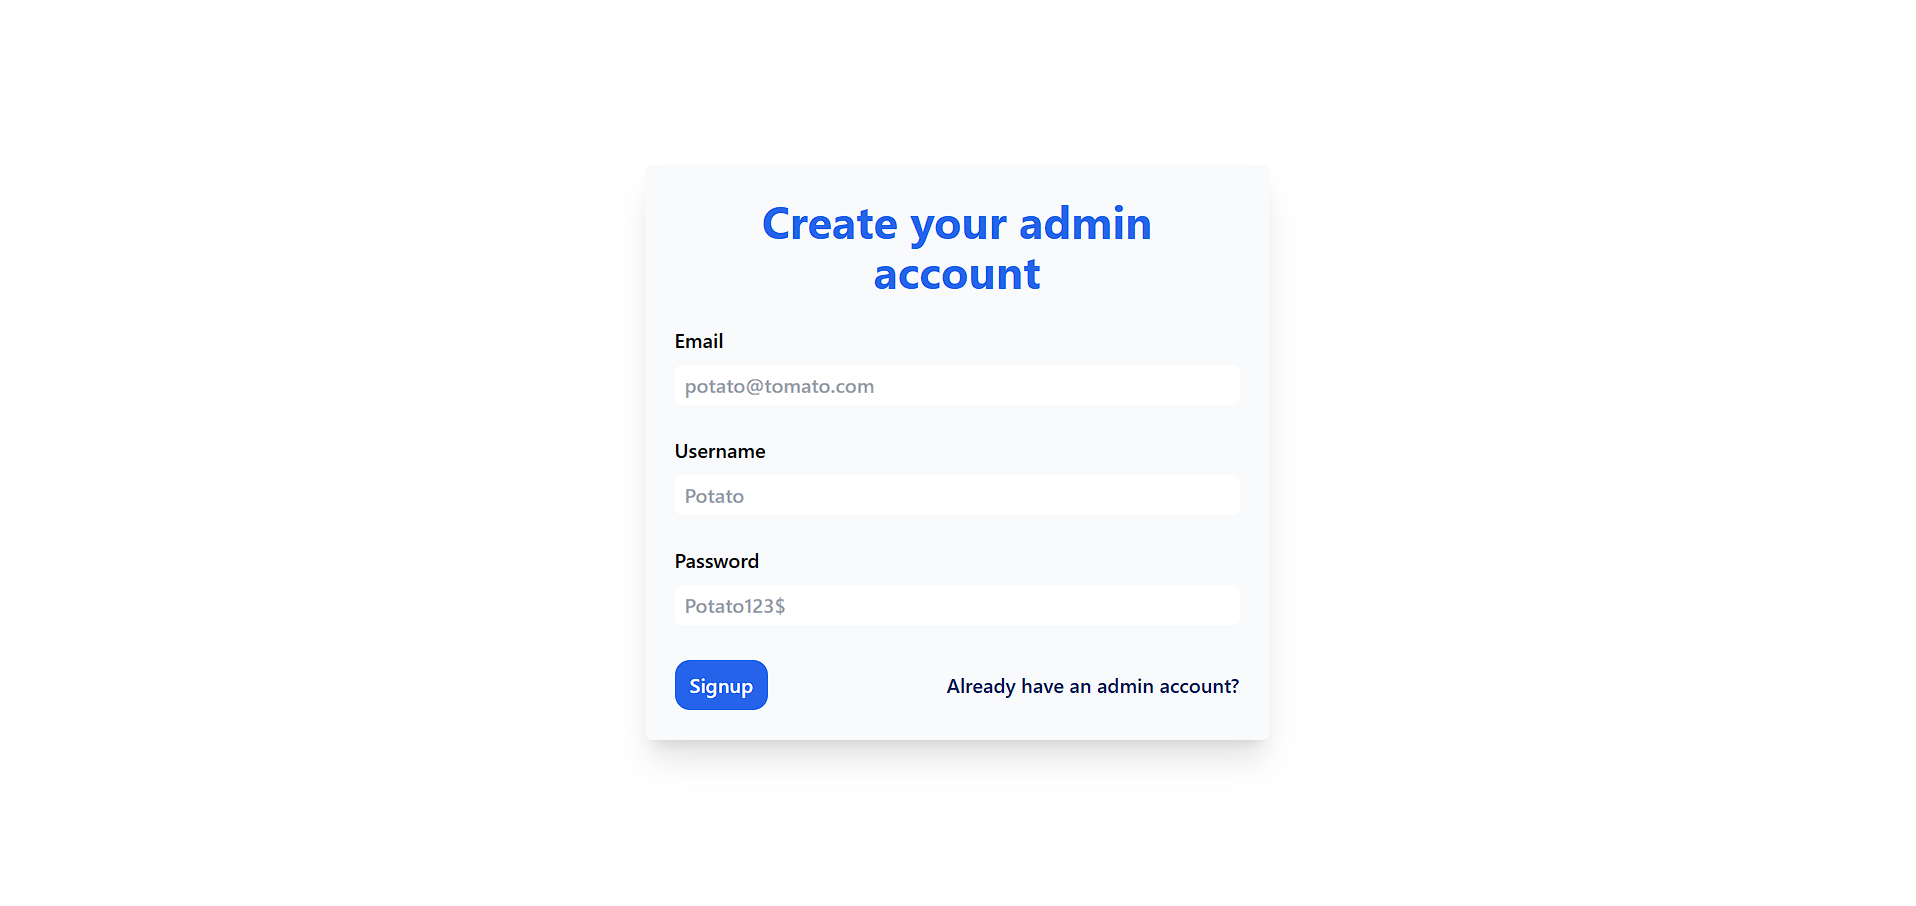 Create your admin
account
Email
potato@tomato.com
Username
Potato
Password
Potato123$
Signup
Already have an admin account?